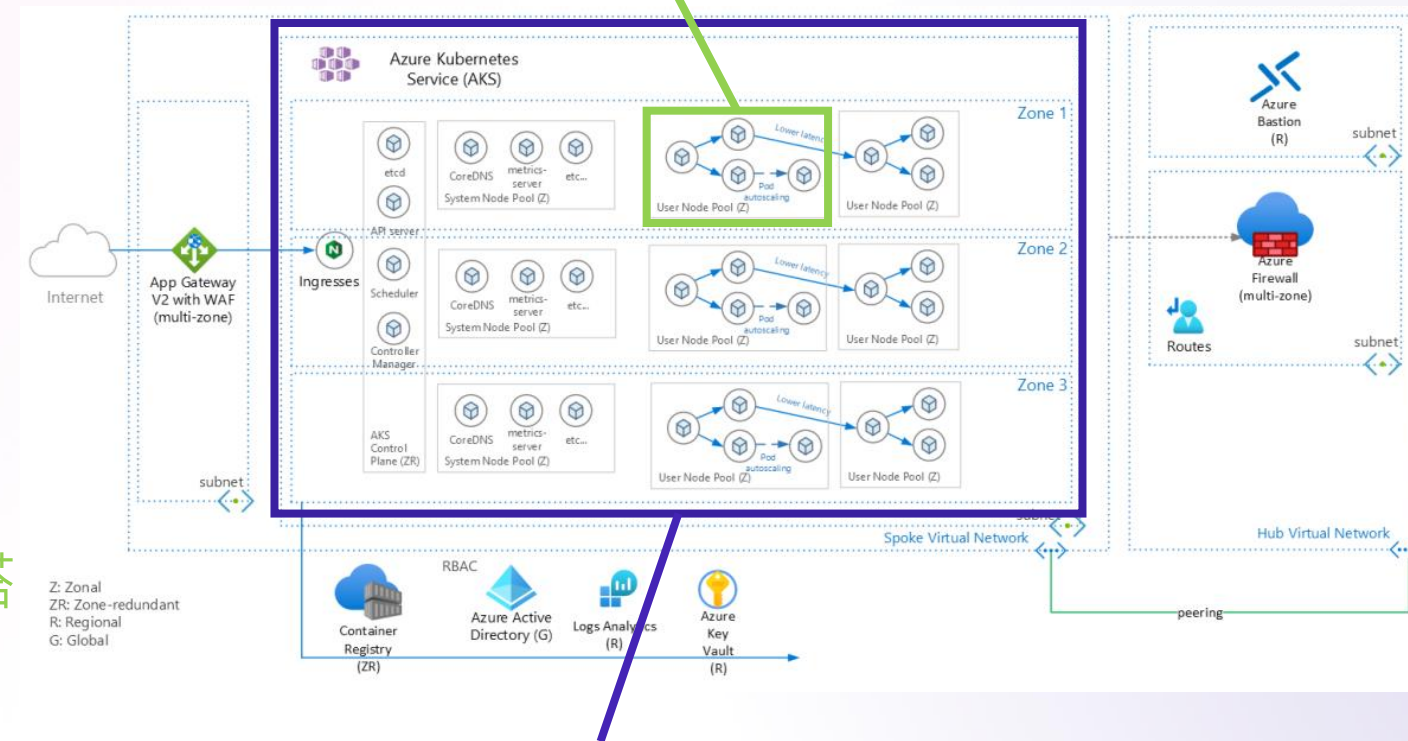 Azure Kubernetes
Service (AKS)
Zone 1
etcd
API server
CoreDNS
metrics-
server
etc...
System Node Pool (Z)
Lower latency
Pod
autoscaling
User Node Pool (Z)
User Node Pool (Z)
Zone 2
Scheduler
Controller
Manager
CoreDNS
metrics-
server
etc...
System Node Pool (Z)
Lower latency
Pod
autoscaling
User Node Pool (Z)
User Node Pool (Z)
Zone 3
AKS
Control
Plane (ZR)
CoreDNS
metrics-
server
etc...
System Node Pool (Z)
Lower latency
Pod
autoscaling
User Node Pool (Z)
User Node Pool (Z)
Internet
App Gateway
V2 with WAF
(multi-zone)
Ingresses
subnet
subnet
Spoke Virtual Network
Azure
Bastion
(R)
subnet
Azure
Firewall
(multi-zone)
Routes
subnet
Hub Virtual Network
peering
Z: Zonal
ZR: Zone-redundant
R: Regional
G: Global
Container
Registry
(ZR)
RBAC
Azure Active
Directory (G)
Logs Analytics
(R)
Azure
Key
Vault
(R)